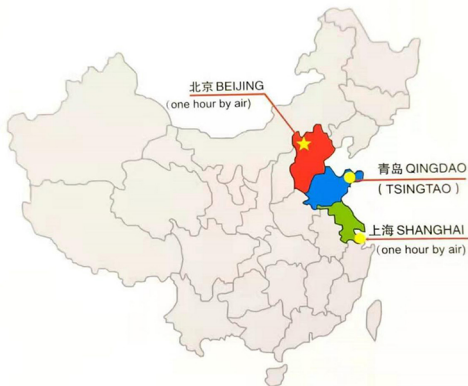 北京 BEIJING
(one hour by air)
青岛 QINGDAO
( TSINGTAO )
上海 SHANGHAI
(one hour by air)